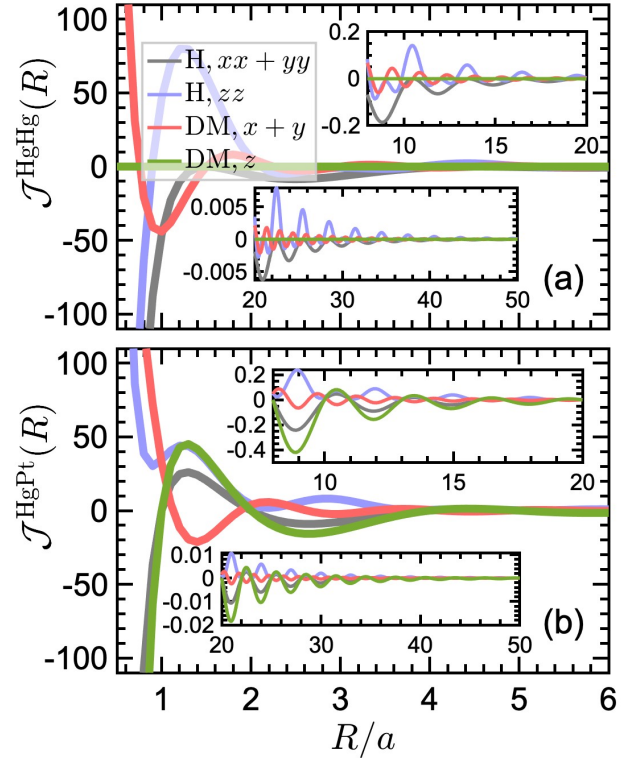 100
50
0
-50
-100
𝒥^HgHg(R)
H, xx + yy
H, zz
DM, x + y
DM, z
0.2
0
-0.2
10 15 20
0.005
0
-0.005
20 30 40 50
(a)
100
50
0
-50
-100
𝒥^HgPt(R)
0.2
0
-0.2
-0.4
10 15 20
0.01
0
-0.01
-0.02
20 30 40 50
(b)
1 2 3 4 5 6
R/a